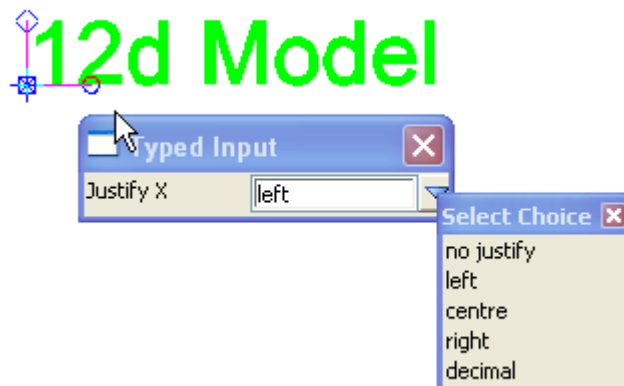 12d Model
Typed Input
Justify X left
Select Choice
no justify
left
centre
right
decimal